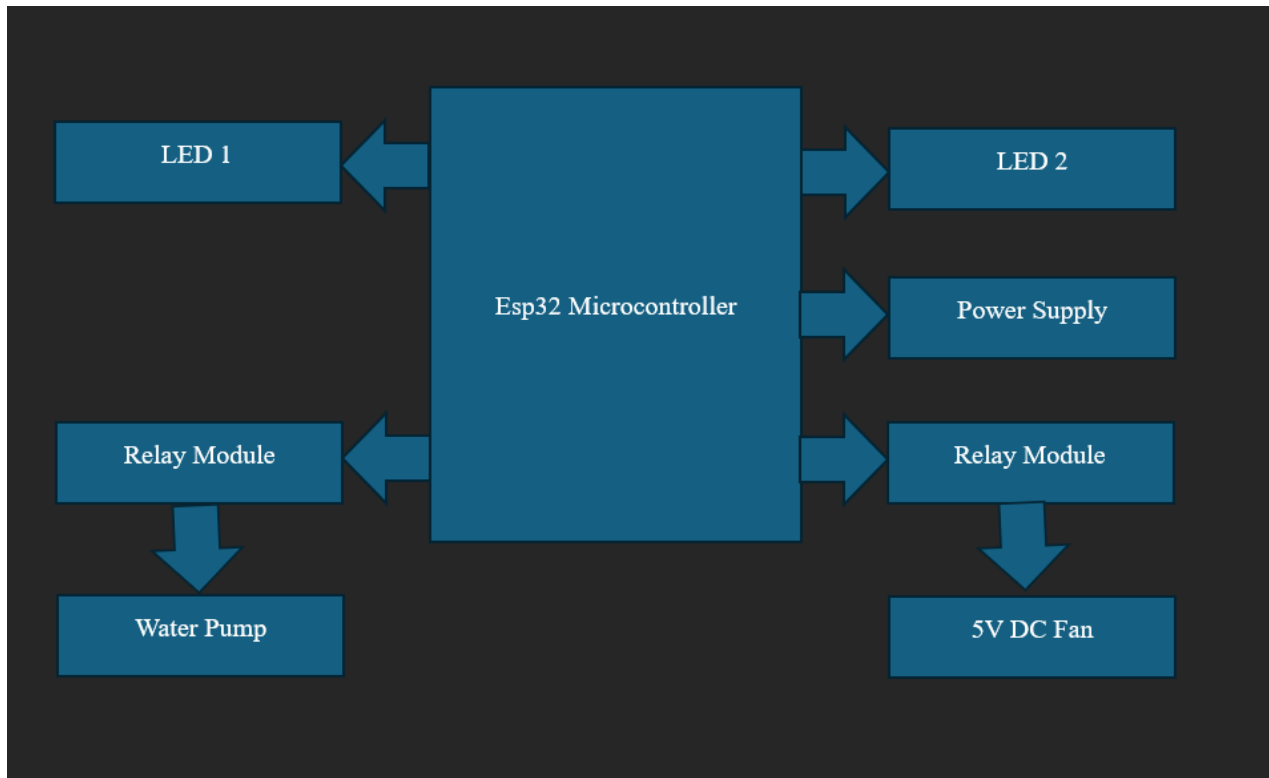 LED 1
LED 2
Esp32 Microcontroller
Power Supply
Relay Module
Relay Module
Water Pump
5V DC Fan